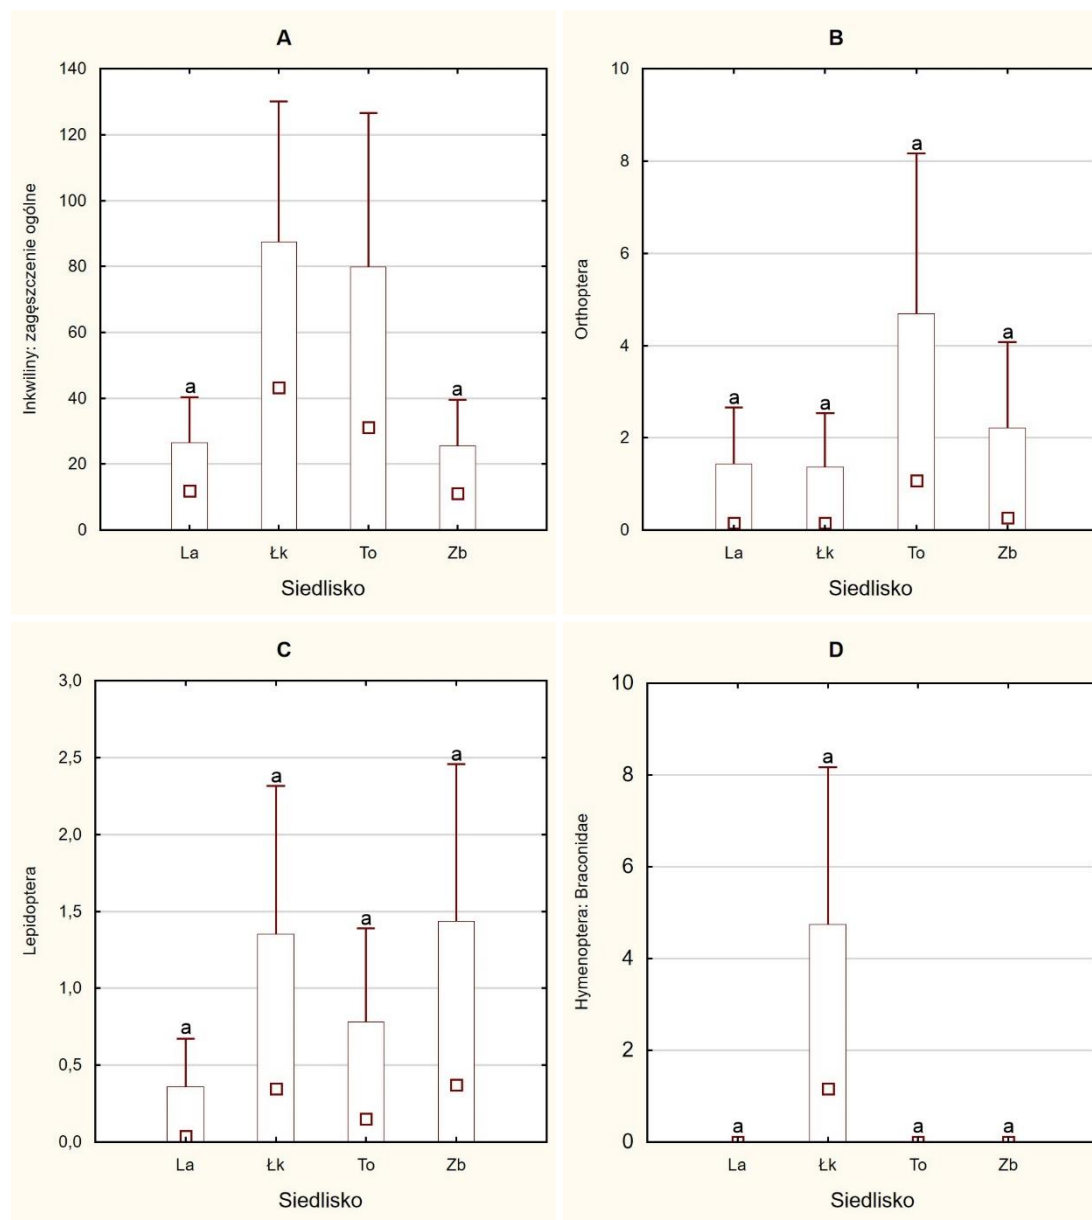 A
Inkwiliny: zagęszczenie ogólne
140
120
100
80
60
40
20
0
a
a
La Łk To Zb
Siedlisko
B
Orthoptera
10
8
6
4
2
0
a
a
a
a
La Łk To Zb
Siedlisko
C
Lepidoptera
3,0
2,5
2,0
1,5
1,0
0,5
0,0
a
a
a
a
La Łk To Zb
Siedlisko
D
Hymenoptera: Braconidae
10
8
6
4
2
0
a
a
a
a
La Łk To Zb
Siedlisko